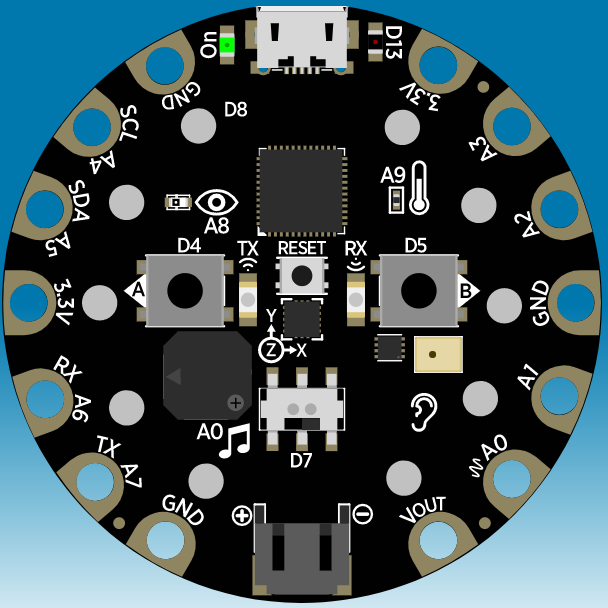 On
D13
GND
3.3V
D8
SCL
A4
A3
A9
SDA
A5
A8
A2
D4
TX
RESET
RX
D5
A
B
3.3V
GND
Y
Z
X
RX
A6
A1
A0
D7
TX
A7
A0
GND
+
−
VOUT